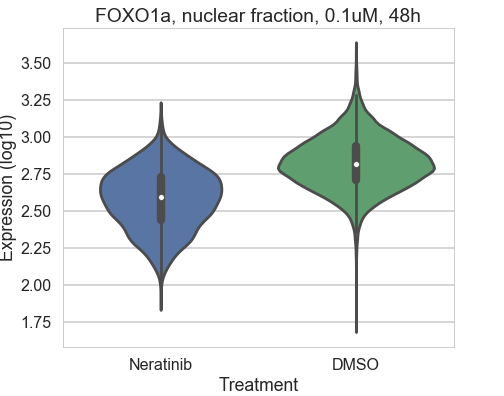 FOXO1a, nuclear fraction, 0.1uM, 48h
3.50
3.25
3.00
2.75
2.50
2.25
2.00
1.75
Expression (log10)
Neratinib
DMSO
Treatment